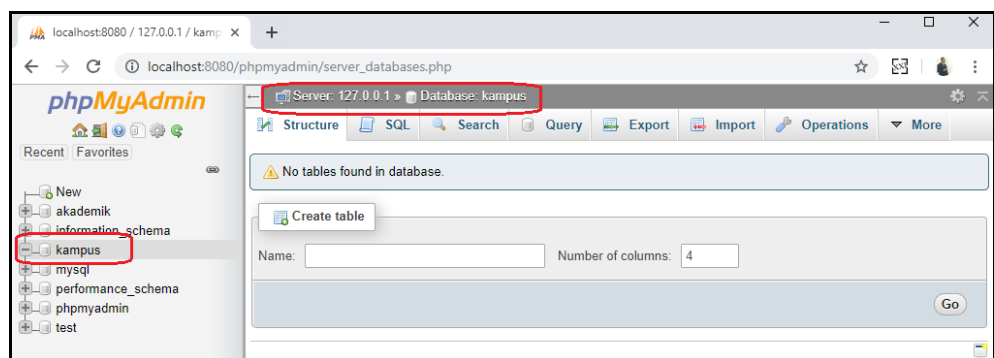 localhost:8080 / 127.0.0.1 / kamp
localhost:8080/phpmyadmin/server_databases.php
phpMyAdmin
Recent Favorites
New
akademik
information_schema
kampus
mysql
performance_schema
phpmyadmin
test
Server: 127.0.0.1 » Database: kampus
Structure SQL Search Query Export Import Operations More
No tables found in database.
Create table
Name: Number of columns: 4
Go